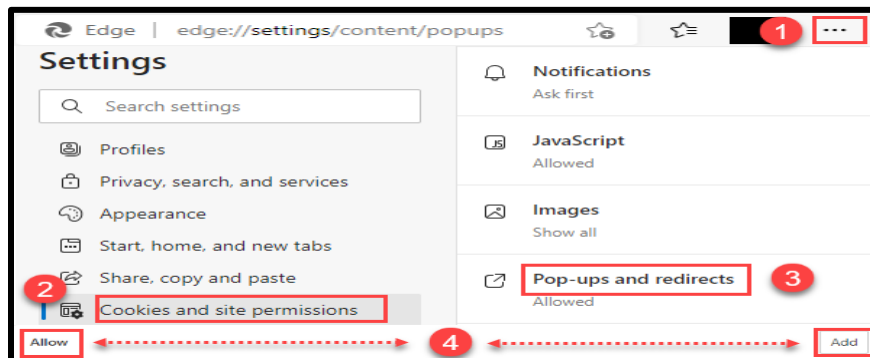 Edge | edge://settings/content/popups
1 ...
Settings
Search settings
Profiles
Privacy, search, and services
Appearance
Start, home, and new tabs
Share, copy and paste
2
Cookies and site permissions
Notifications
Ask first
JS
JavaScript
Allowed
Images
Show all
Pop-ups and redirects 3
Allowed
Allow 4 Add